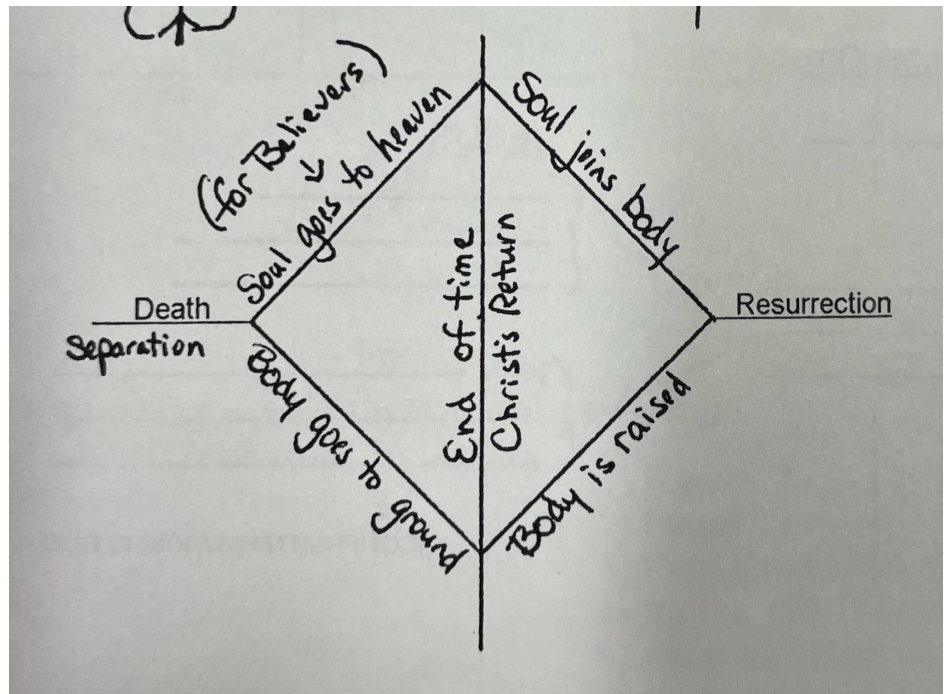 (for Believers)
Soul goes to heaven
Soul joins body
Death
Separation
End of time
Christ's Return
Resurrection
Body goes to ground
Body is raised